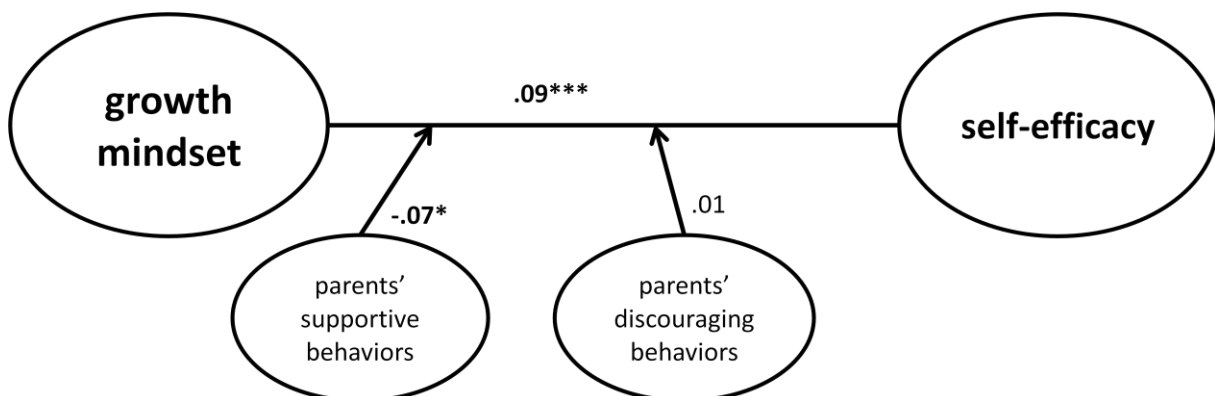 growth
mindset
.09***
self-efficacy
-.07*
.01
parents’
supportive
behaviors
parents’
discouraging
behaviors